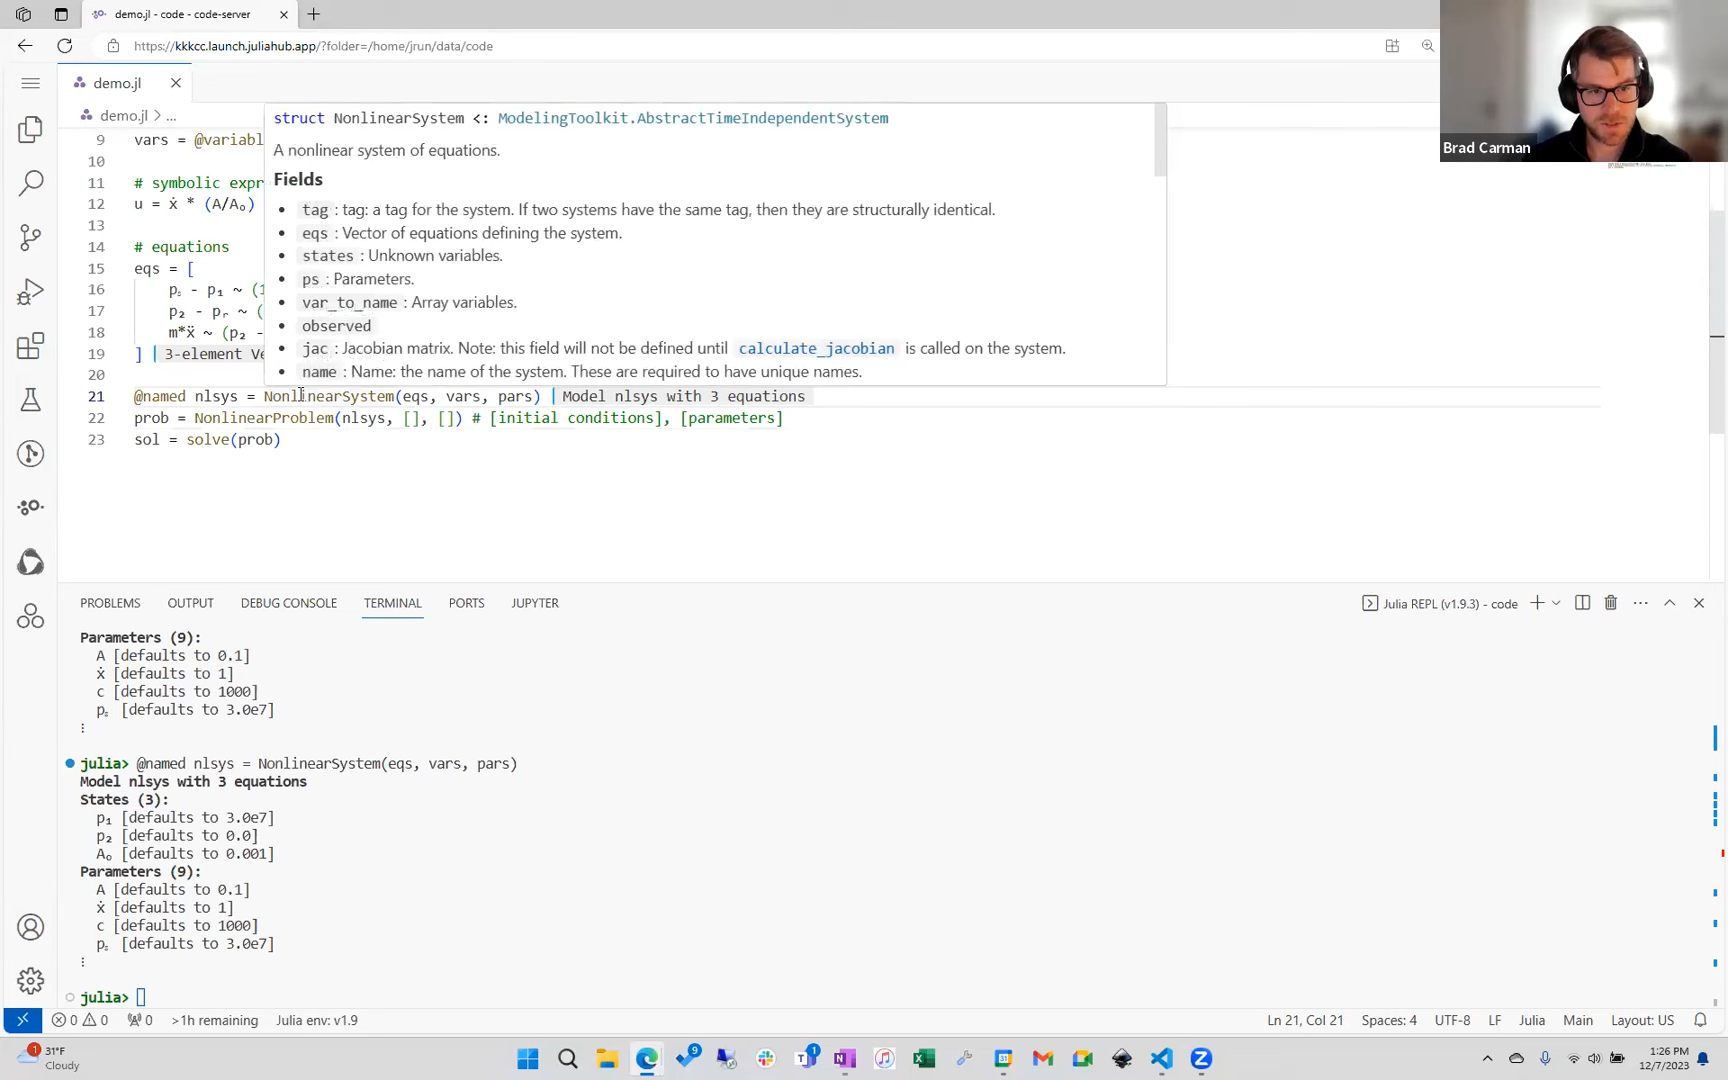 demo.jl - code - code-server
https://kkkcc.launch.juliahub.app/?folder=/home/jrun/data/code
demo.jl
demo.jl > ...
9 vars = @variabl
10
11 # symbolic expr
12 u = ẋ * (A/Aₒ)
13
14 # equations
15 eqs = [
16 pₛ - p₁ ~ (1
17 p₂ - pᵣ ~ (
18 m*ẍ ~ (p₂ -
19 ] 3-element Ve
20
21 @named nlsys = NonlinearSystem(eqs, vars, pars) Model nlsys with 3 equations
22 prob = NonlinearProblem(nlsys, [], []) # [initial conditions], [parameters]
23 sol = solve(prob)
struct NonlinearSystem <: ModelingToolkit.AbstractTimeIndependentSystem
A nonlinear system of equations.
Fields
• tag : tag: a tag for the system. If two systems have the same tag, then they are structurally identical.
• eqs : Vector of equations defining the system.
• states : Unknown variables.
• ps : Parameters.
• var_to_name : Array variables.
• observed
• jac : Jacobian matrix. Note: this field will not be defined until calculate_jacobian is called on the system.
• name : Name: the name of the system. These are required to have unique names.
Brad Carman
PROBLEMS OUTPUT DEBUG CONSOLE TERMINAL PORTS JUPYTER
Julia REPL (v1.9.3) - code
Parameters (9):
A [defaults to 0.1]
ẋ [defaults to 1]
c [defaults to 1000]
pₛ [defaults to 3.0e7]
⋮
julia> @named nlsys = NonlinearSystem(eqs, vars, pars)
Model nlsys with 3 equations
States (3):
p₁ [defaults to 3.0e7]
p₂ [defaults to 0.0]
Aₒ [defaults to 0.001]
Parameters (9):
A [defaults to 0.1]
ẋ [defaults to 1]
c [defaults to 1000]
pₛ [defaults to 3.0e7]
⋮
julia>
0 0 0 >1h remaining Julia env: v1.9
Ln 21, Col 21 Spaces: 4 UTF-8 LF Julia Main Layout: US
1 31°F
Cloudy
9
1
1:26 PM
12/7/2023